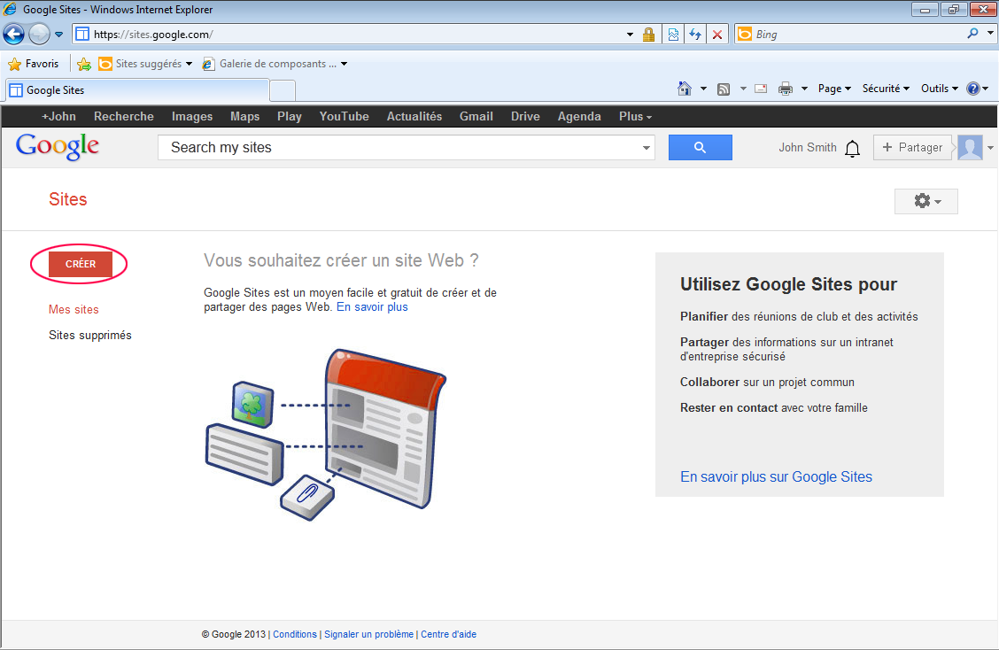 Google Sites - Windows Internet Explorer
https://sites.google.com/
Bing
Favoris
Sites suggérés
Galerie de composants ...
Google Sites
Page
Sécurité
Outils
+John Recherche Images Maps Play YouTube Actualités Gmail Drive Agenda Plus
Google
Search my sites
John Smith
+ Partager
Sites
CRÉER
Mes sites
Sites supprimés
Vous souhaitez créer un site Web ?
Google Sites est un moyen facile et gratuit de créer et de
partager des pages Web. En savoir plus
Utilisez Google Sites pour
Planifier des réunions de club et des activités
Partager des informations sur un intranet
d'entreprise sécurisé
Collaborer sur un projet commun
Rester en contact avec votre famille
En savoir plus sur Google Sites
© Google 2013 | Conditions | Signaler un problème | Centre d'aide